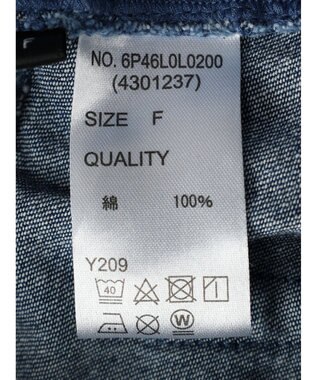 F
NO. 6P46L0L0200
(4301237)
SIZE F
QUALITY
綿 100%
Y209
40
W